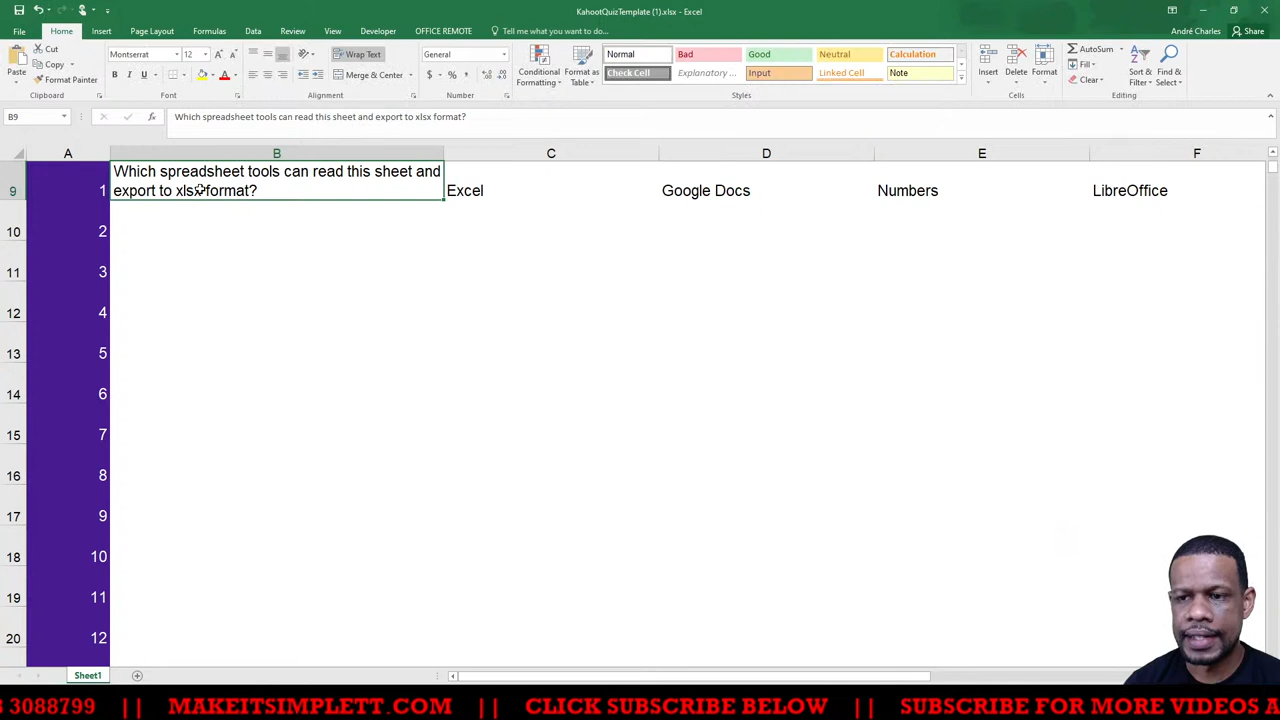 KahootQuizTemplate (1).xlsx - Excel
File Home Insert Page Layout Formulas Data Review View OFFICE REMOTE Tell me what you want to do... André Charles Share
Paste Cut Copy Format Painter Clipboard
Montserrat 12 B I U A Font
Wrap Text Merge & Center Alignment
General $ % , Number
Conditional Formatting Format as Table
Normal Bad Good Neutral Calculation
Check Cell Explanatory ... Input Linked Cell Note
Styles
Insert Delete Format Cells
AutoSum Fill Clear Sort & Filter Find & Select Editing
B9 fx Which spreadsheet tools can read this sheet and export to xlsx format?
A B C D E F
9 1 Which spreadsheet tools can read this sheet and
export to xlsx format? Excel Google Docs Numbers LibreOffice
10 2
11 3
12 4
13 5
14 6
15 7
16 8
17 9
18 10
19 11
20 12
Sheet1
3088799 || MAKEITSIMPLETT.COM || CLICK SUBSCRIBE BELOW || SUBSCRIBE FOR MORE VIDEOS A